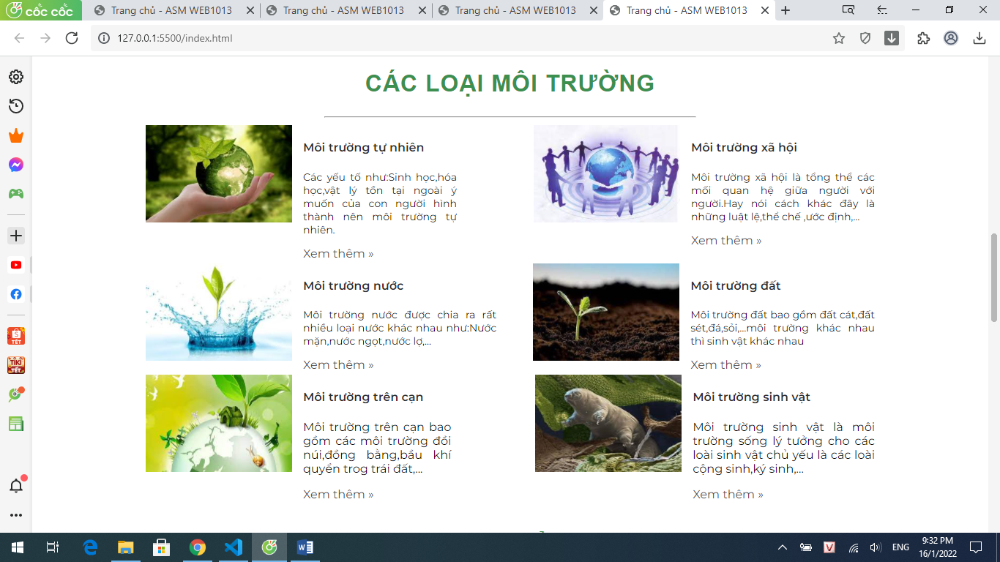 cốc cốc
Trang chủ - ASM WEB1013
Trang chủ - ASM WEB1013
Trang chủ - ASM WEB1013
Trang chủ - ASM WEB1013
127.0.0.1:5500/index.html
CÁC LOẠI MÔI TRƯỜNG
Môi trường tự nhiên
Các yếu tố như:Sinh học,hóa
học,vật lý tồn tại ngoài ý
muốn của con người hình
thành nên môi trường tự
nhiên.
Xem thêm »
Môi trường xã hội
Môi trường xã hội là tổng thể các
mối quan hệ giữa người với
người.Hay nói cách khác đây là
những luật lệ,thể chế ,ước định,...
Xem thêm »
Môi trường nước
Môi trường nước được chia ra rất
nhiều loại nước khác nhau như:Nước
mặn,nước ngọt,nước lợ,...
Xem thêm »
Môi trường đất
Môi trường đất bao gồm đất cát,đất
sét,đá,sỏi,...môi trường khác nhau
thì sinh vật khác nhau
Xem thêm »
Môi trường trên cạn
Môi trường trên cạn bao
gồm các môi trường đồi
núi,đồng bằng,bầu khí
quyển trog trái đất,...
Xem thêm »
Môi trường sinh vật
Môi trường sinh vật là môi
trường sống lý tưởng cho các
loài sinh vật chủ yếu là các loài
cộng sinh,ký sinh,...
Xem thêm »
TẾT
TIKI
TẾT
ENG
9:32 PM
16/1/2022